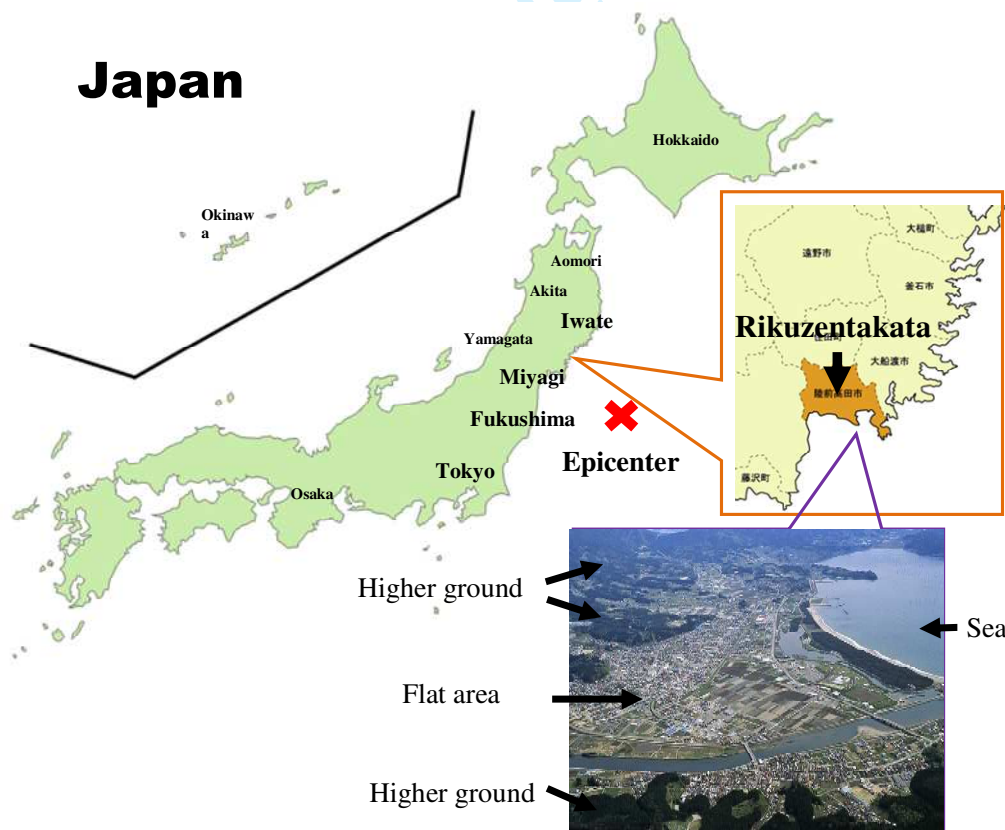 Japan
Hokkaido
Okinaw
a
Aomori
Akita
Iwate
Yamagata
Miyagi
Fukushima
Epicenter
Tokyo
Osaka
大槌町
遠野市
釜石市
Rikuzentakata
大船渡市
陸前高田市
藤沢町
Higher ground
Sea
Flat area
Higher ground